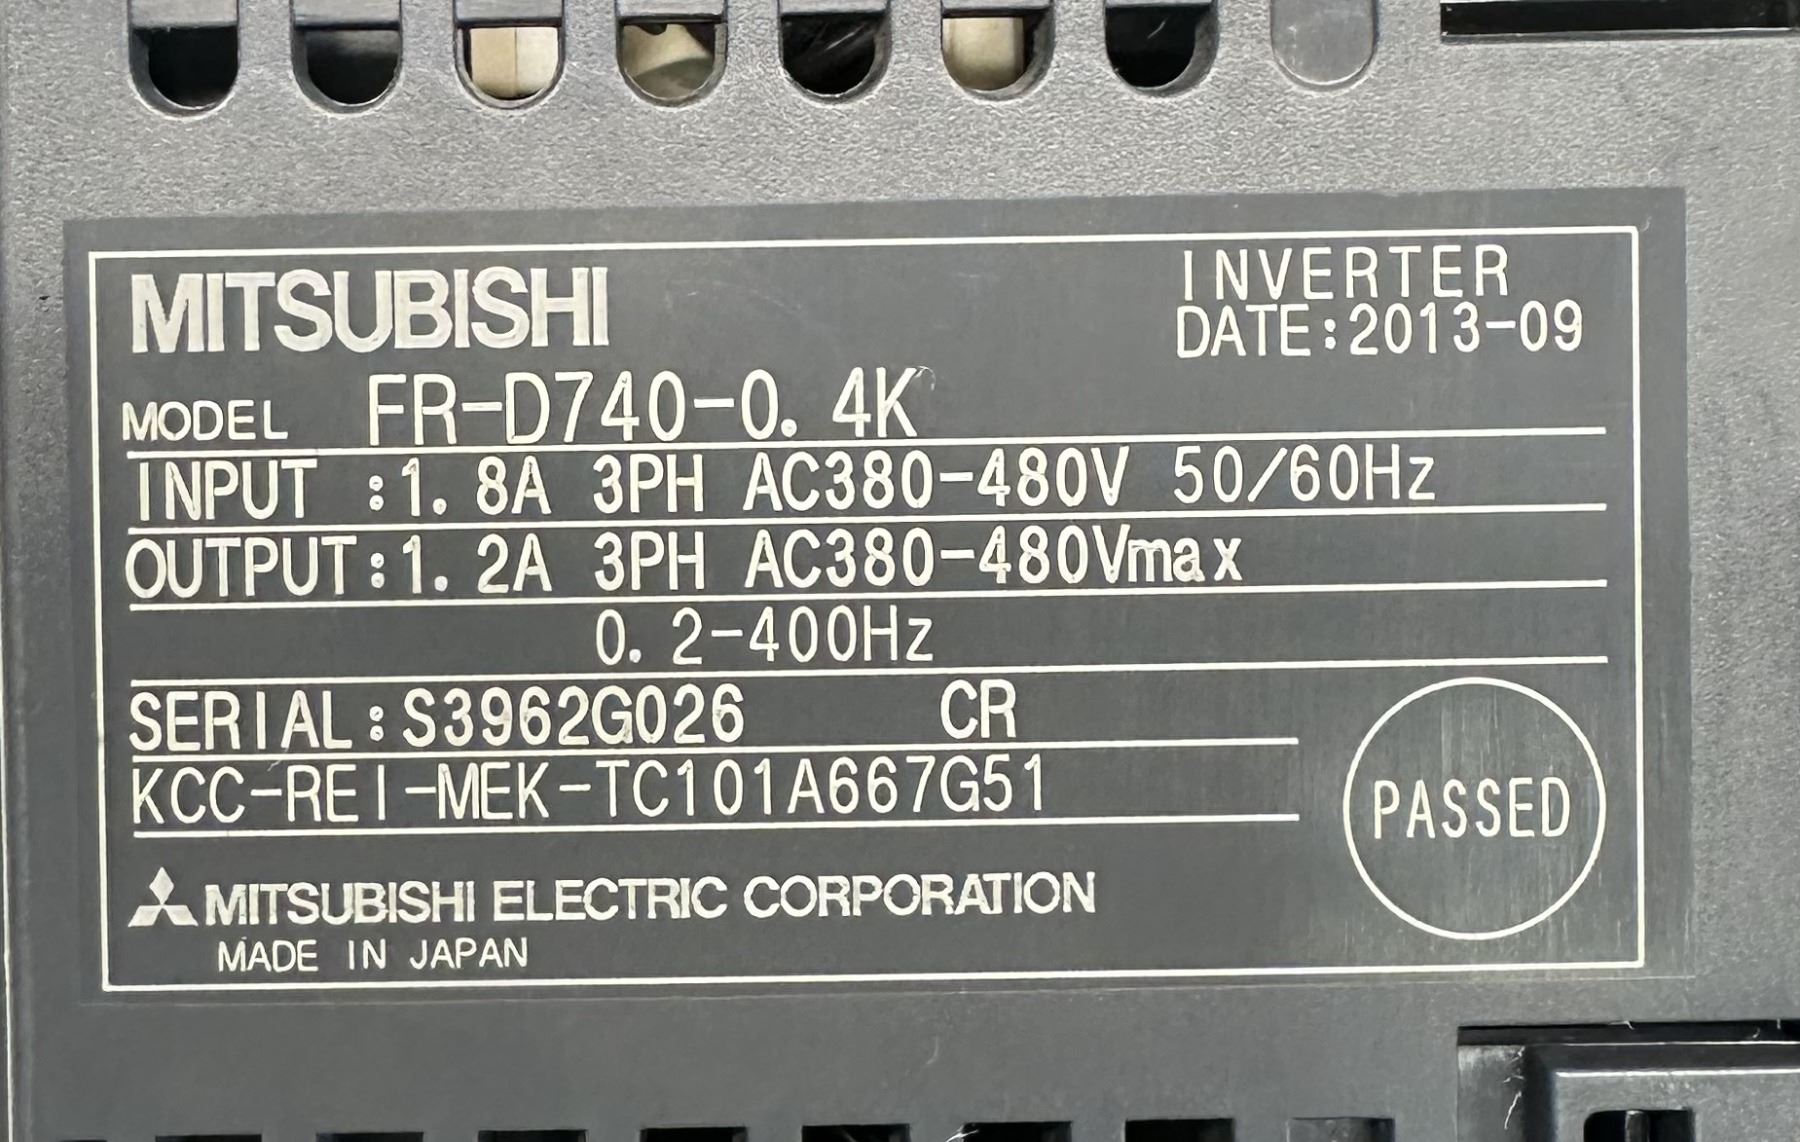 MITSUBISHI
INVERTER
DATE:2013-09
MODEL FR-D740-0.4K
INPUT :1.8A 3PH AC380-480V 50/60Hz
OUTPUT:1.2A 3PH AC380-480Vmax
0.2-400Hz
SERIAL:S3962G026 CR
KCC-REI-MEK-TC101A667G51
PASSED
MITSUBISHI ELECTRIC CORPORATION
MADE IN JAPAN